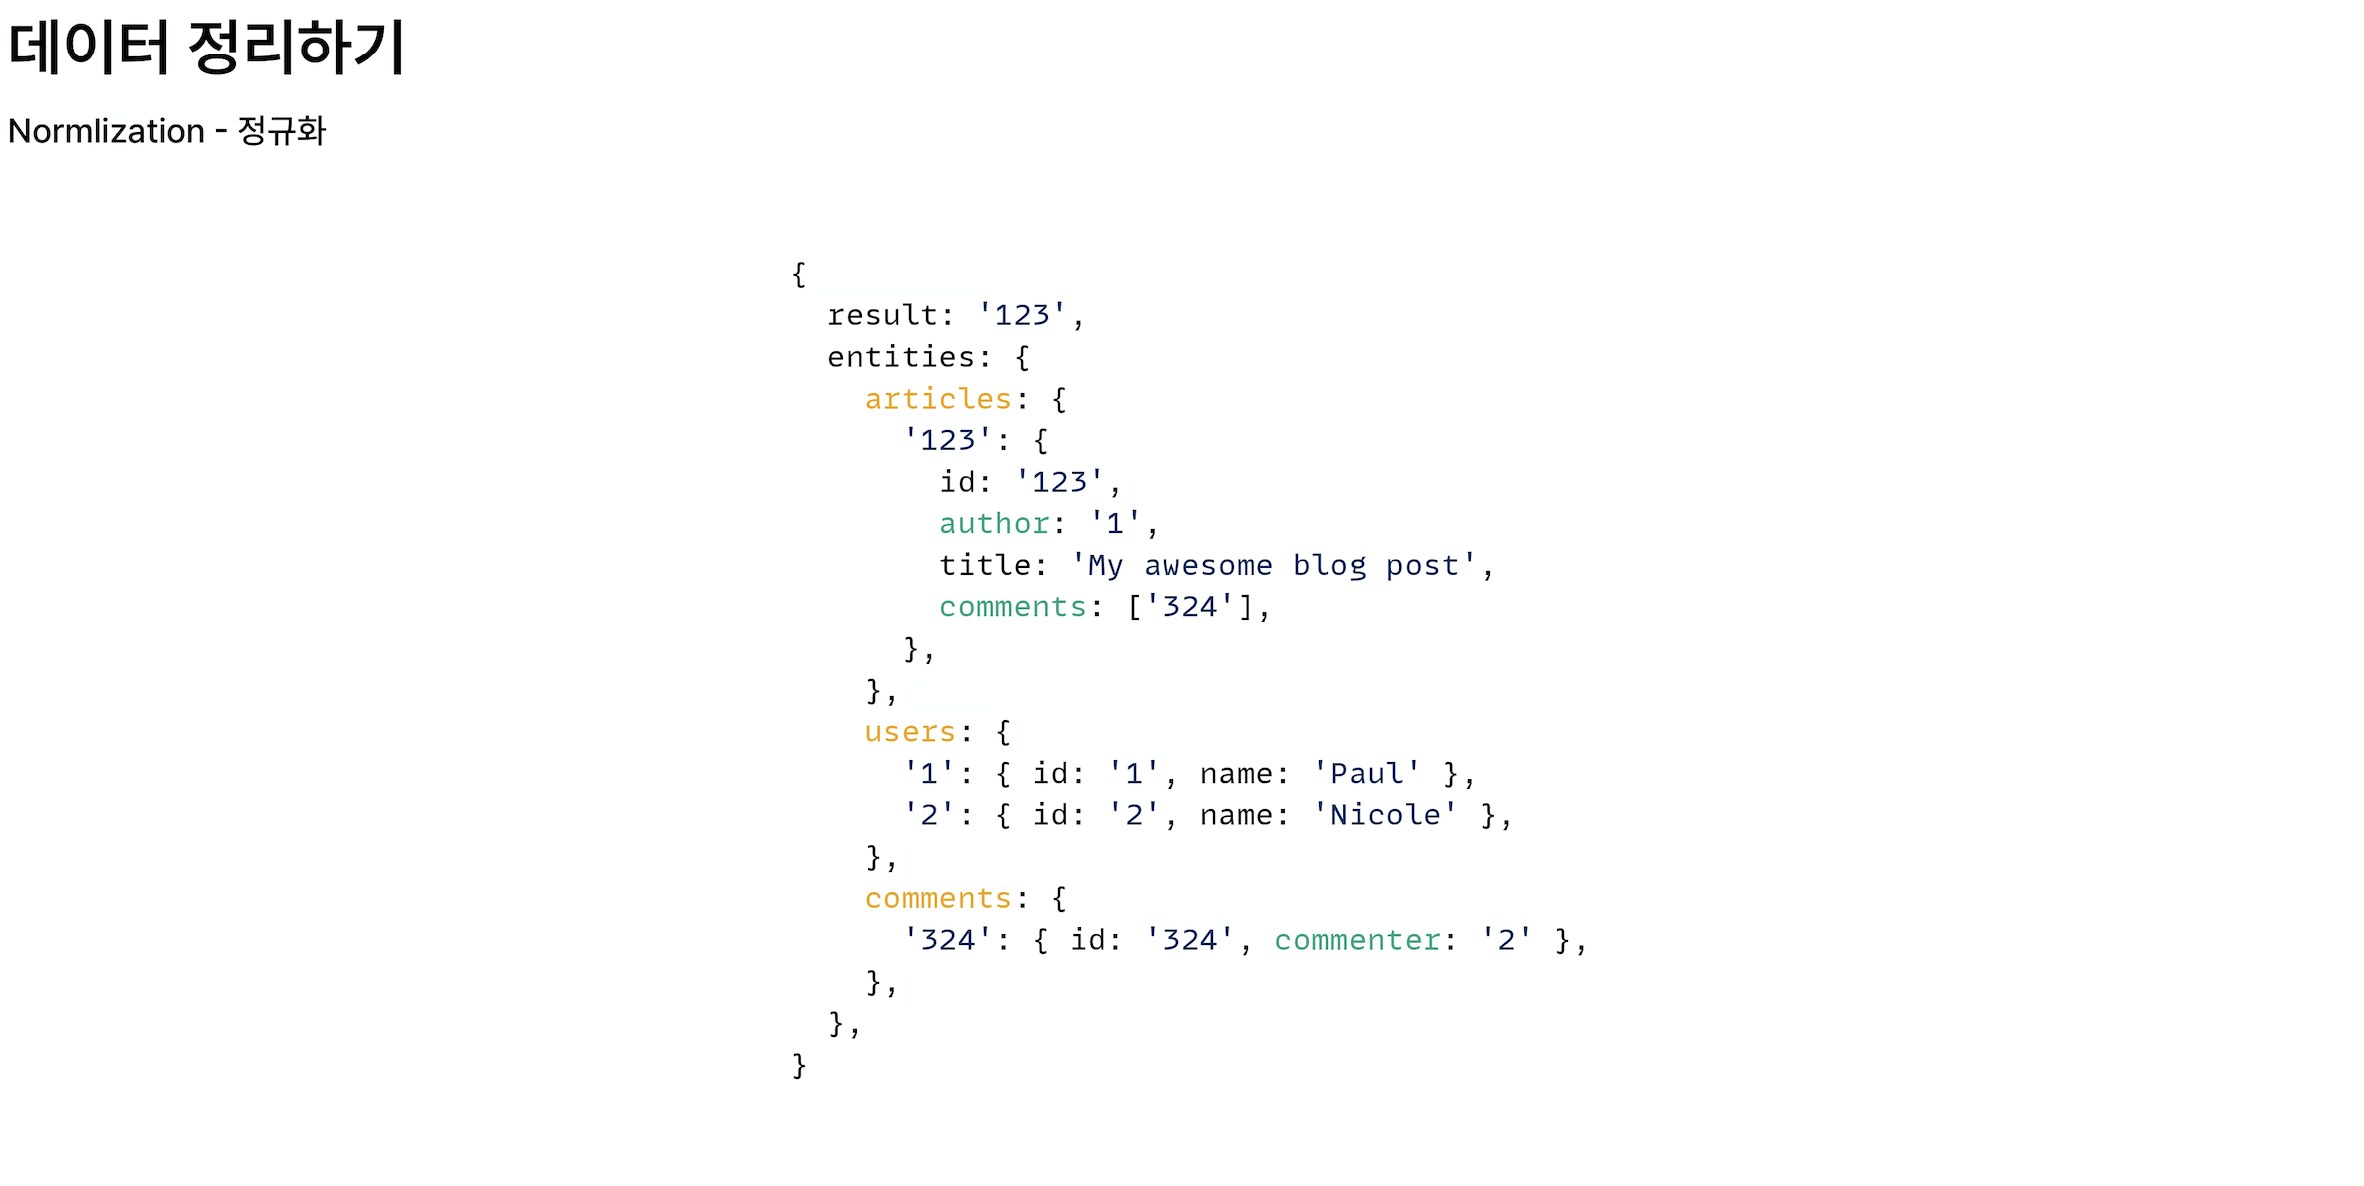 데이터 정리하기
Normlization - 정규화
{
  result: '123',
  entities: {
    articles: {
      '123': {
        id: '123',
        author: '1',
        title: 'My awesome blog post',
        comments: ['324'],
      },
    },
    users: {
      '1': { id: '1', name: 'Paul' },
      '2': { id: '2', name: 'Nicole' },
    },
    comments: {
      '324': { id: '324', commenter: '2' },
    },
  },
}